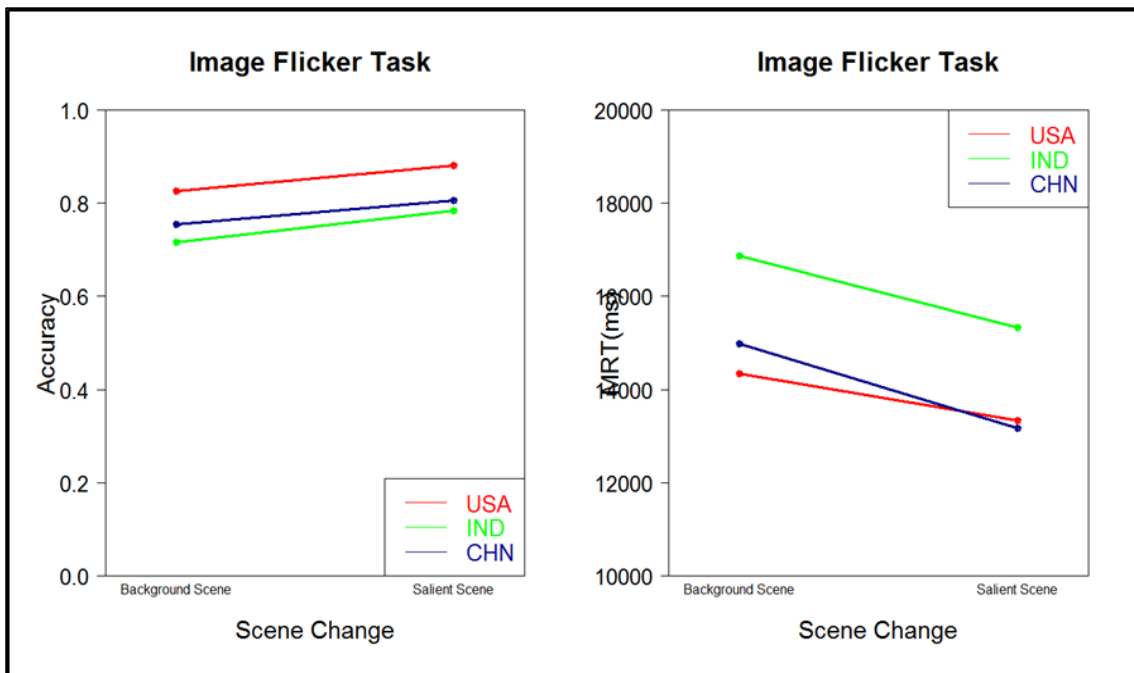 Image Flicker Task
Accuracy
1.0
0.8
0.6
0.4
0.2
0.0
USA
IND
CHN
Background Scene Salient Scene
Scene Change
Image Flicker Task
MRT(ms)
20000
18000
16000
14000
12000
10000
USA
IND
CHN
Background Scene Salient Scene
Scene Change